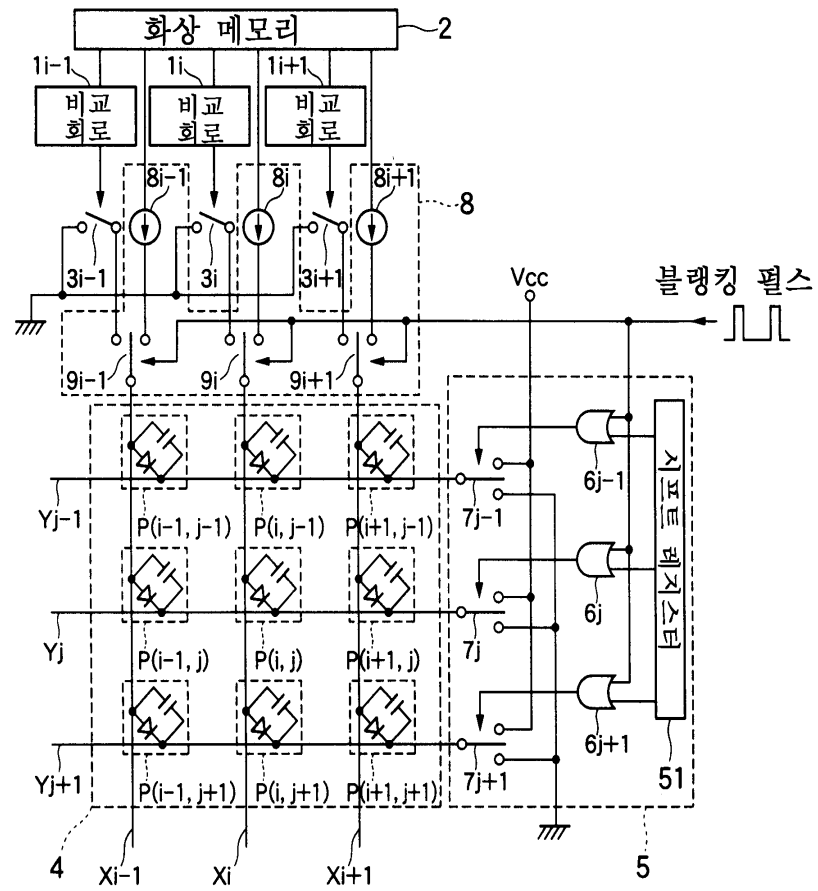 화상 메모리
2
1i-1
1i
1i+1
비교
회로
비교
회로
비교
회로
8i-1
8i
8i+1
8
3i-1
3i
3i+1
Vcc
블랭킹 펄스
9i-1
9i
9i+1
6j-1
Yj-1
P(i-1, j-1)
P(i, j-1)
P(i+1, j-1)
7j-1
시프트 레지스터
6j
Yj
P(i-1, j)
P(i, j)
P(i+1, j)
7j
6j+1
Yj+1
P(i-1, j+1)
P(i, j+1)
P(i+1, j+1)
7j+1
51
4
Xi-1
Xi
Xi+1
5